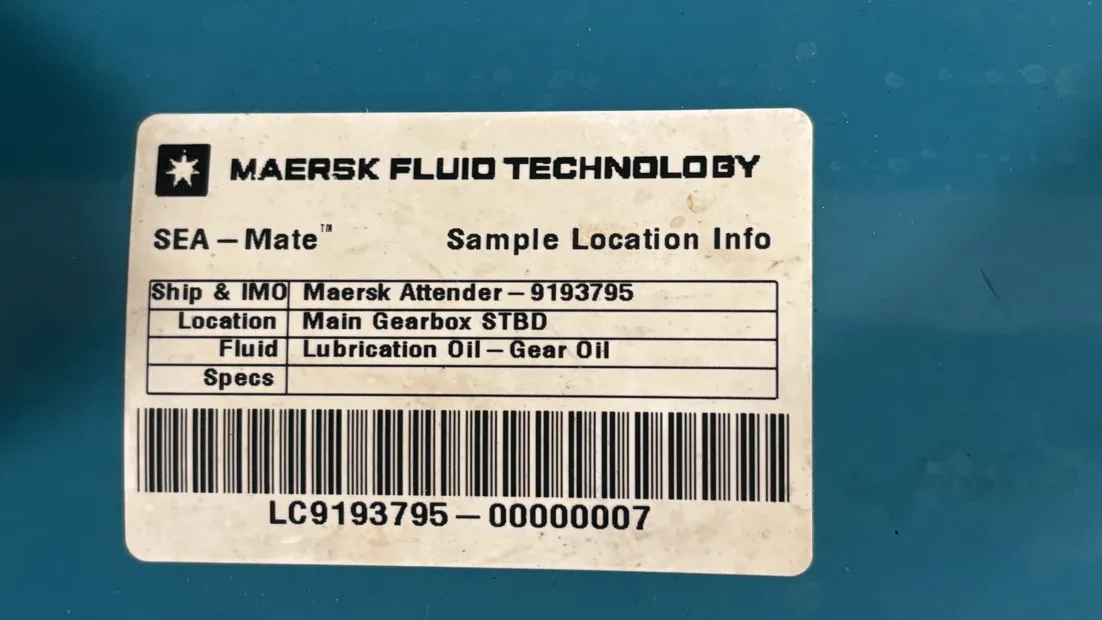 MAERSK FLUID TECHNOLOGY
SEA-Mate™ Sample Location Info
Ship & IMO Maersk Attender-9193795
Location Main Gearbox STBD
Fluid Lubrication Oil-Gear Oil
Specs
LC9193795-00000007